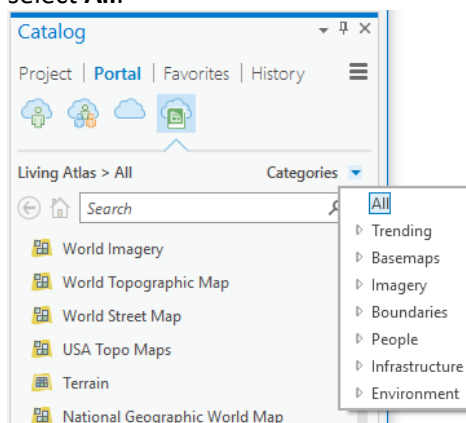 Select All.
Catalog
Project | Portal | Favorites | History
Living Atlas > All Categories
Search
All
World Imagery
Trending
World Topographic Map
Basemaps
World Street Map
Imagery
USA Topo Maps
Boundaries
Terrain
People
National Geographic World Map
Infrastructure
Environment